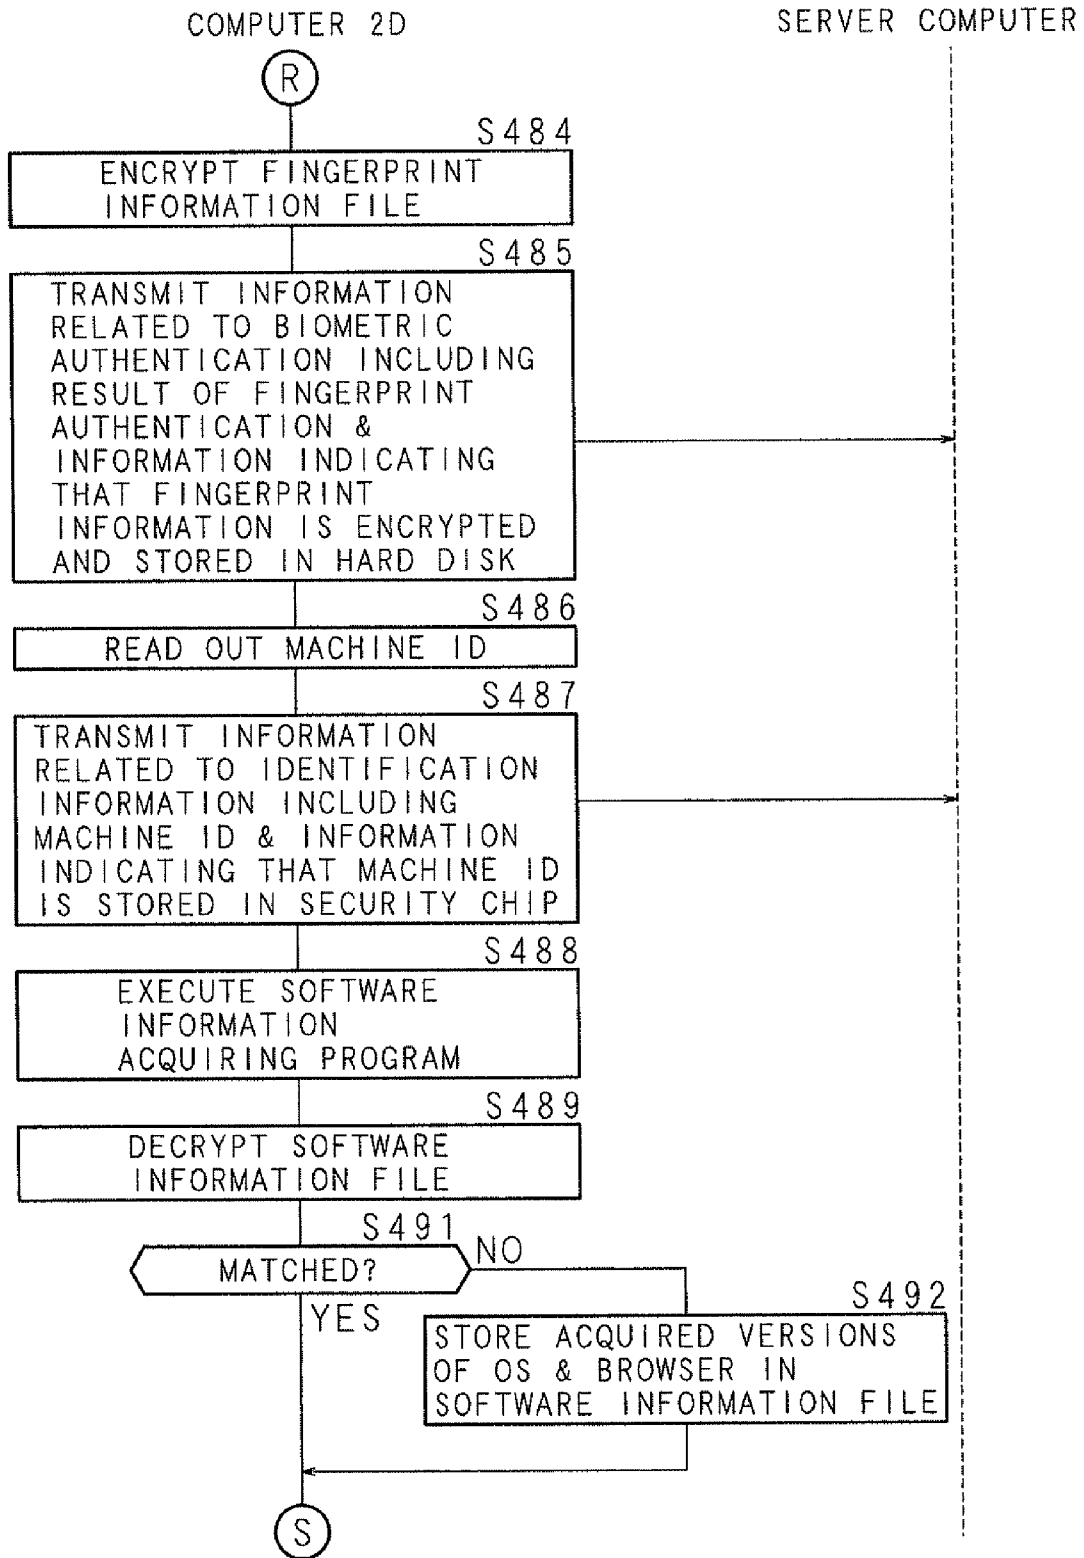 COMPUTER 2D
SERVER COMPUTER
R
S484
ENCRYPT FINGERPRINT
INFORMATION FILE
S485
TRANSMIT INFORMATION
RELATED TO BIOMETRIC
AUTHENTICATION INCLUDING
RESULT OF FINGERPRINT
AUTHENTICATION &
INFORMATION INDICATING
THAT FINGERPRINT
INFORMATION IS ENCRYPTED
AND STORED IN HARD DISK
S486
READ OUT MACHINE ID
S487
TRANSMIT INFORMATION
RELATED TO IDENTIFICATION
INFORMATION INCLUDING
MACHINE ID & INFORMATION
INDICATING THAT MACHINE ID
IS STORED IN SECURITY CHIP
S488
EXECUTE SOFTWARE
INFORMATION
ACQUIRING PROGRAM
S489
DECRYPT SOFTWARE
INFORMATION FILE
S491
MATCHED?
NO
YES
S492
STORE ACQUIRED VERSIONS
OF OS & BROWSER IN
SOFTWARE INFORMATION FILE
S